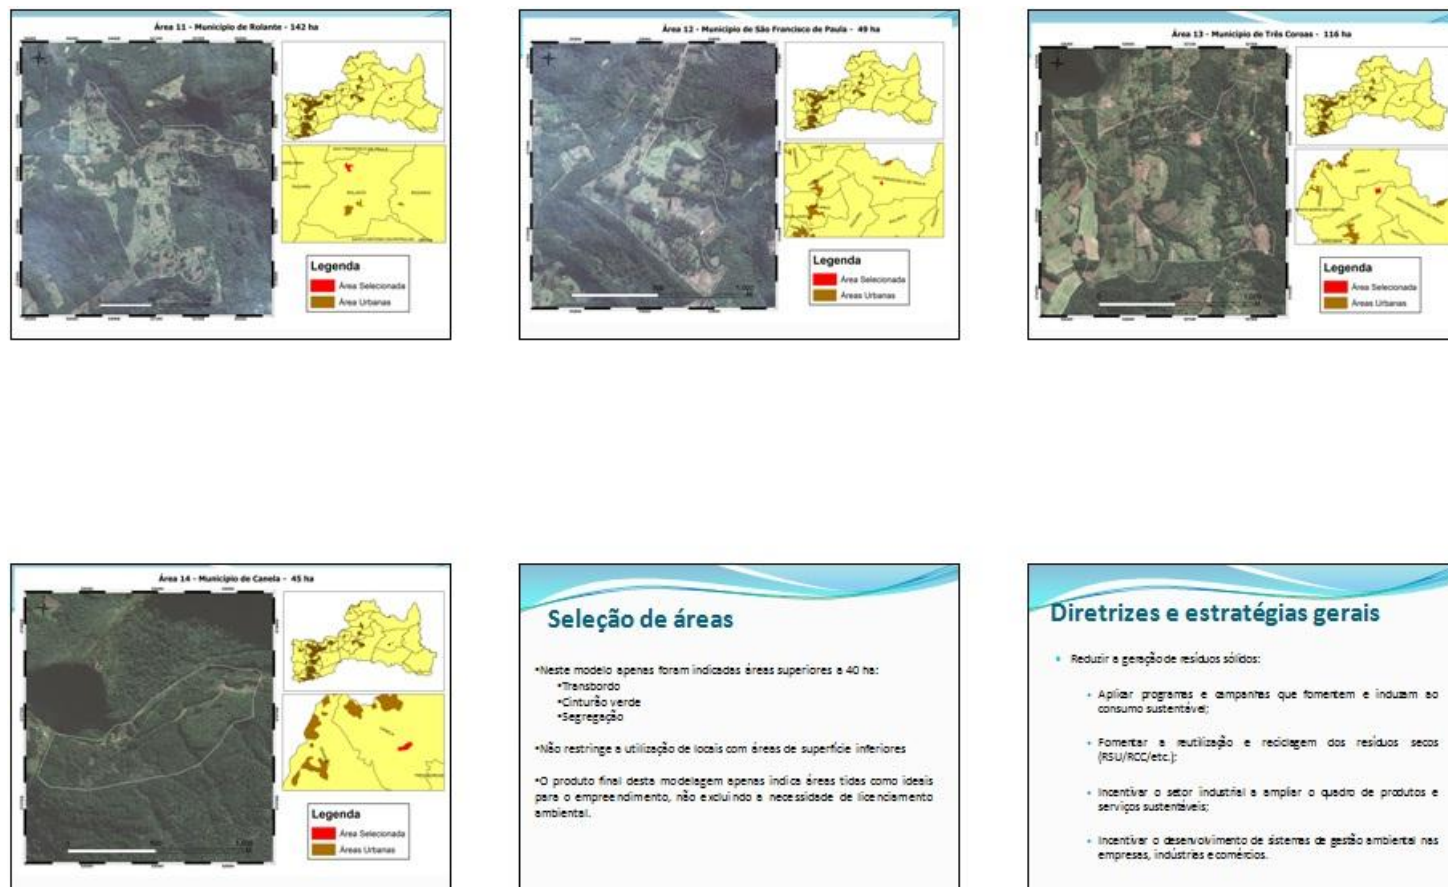 Área 11 - Município de Rolante - 142 ha
ROLANTE
Legenda
Área Selecionada
Área Urbanas
Área 12 - Município de São Francisco de Paula - 49 ha
Legenda
Área Selecionada
Áreas Urbanas
Área 13 - Município de Três Coroas - 116 ha
Legenda
Área Selecionada
Áreas Urbanas
Área 14 - Município de Canela - 45 ha
Legenda
Área Selecionada
Áreas Urbanas
Seleção de áreas
•Neste modelo apenas foram indicadas áreas superiores a 40 ha:
•Transbordo
•Cinturão verde
•Segregação
•Não restringe a utilização de locais com áreas de superfície inferiores
•O produto final desta modelagem apenas indica áreas tidas como ideais
para o empreendimento, não excluindo a necessidade de licenciamento
ambiental.
Diretrizes e estratégias gerais
• Reduzir a geração de resíduos sólidos:
• Aplicar programas e campanhas que fomentem e induzam ao
consumo sustentável;
• Fomentar a reutilização e reciclagem dos resíduos secos
(RSU/RCC/etc.);
• Incentivar o setor industrial a ampliar o quadro de produtos e
serviços sustentáveis;
• Incentivar o desenvolvimento de sistemas de gestão ambiental nas
empresas, indústrias e comércios.